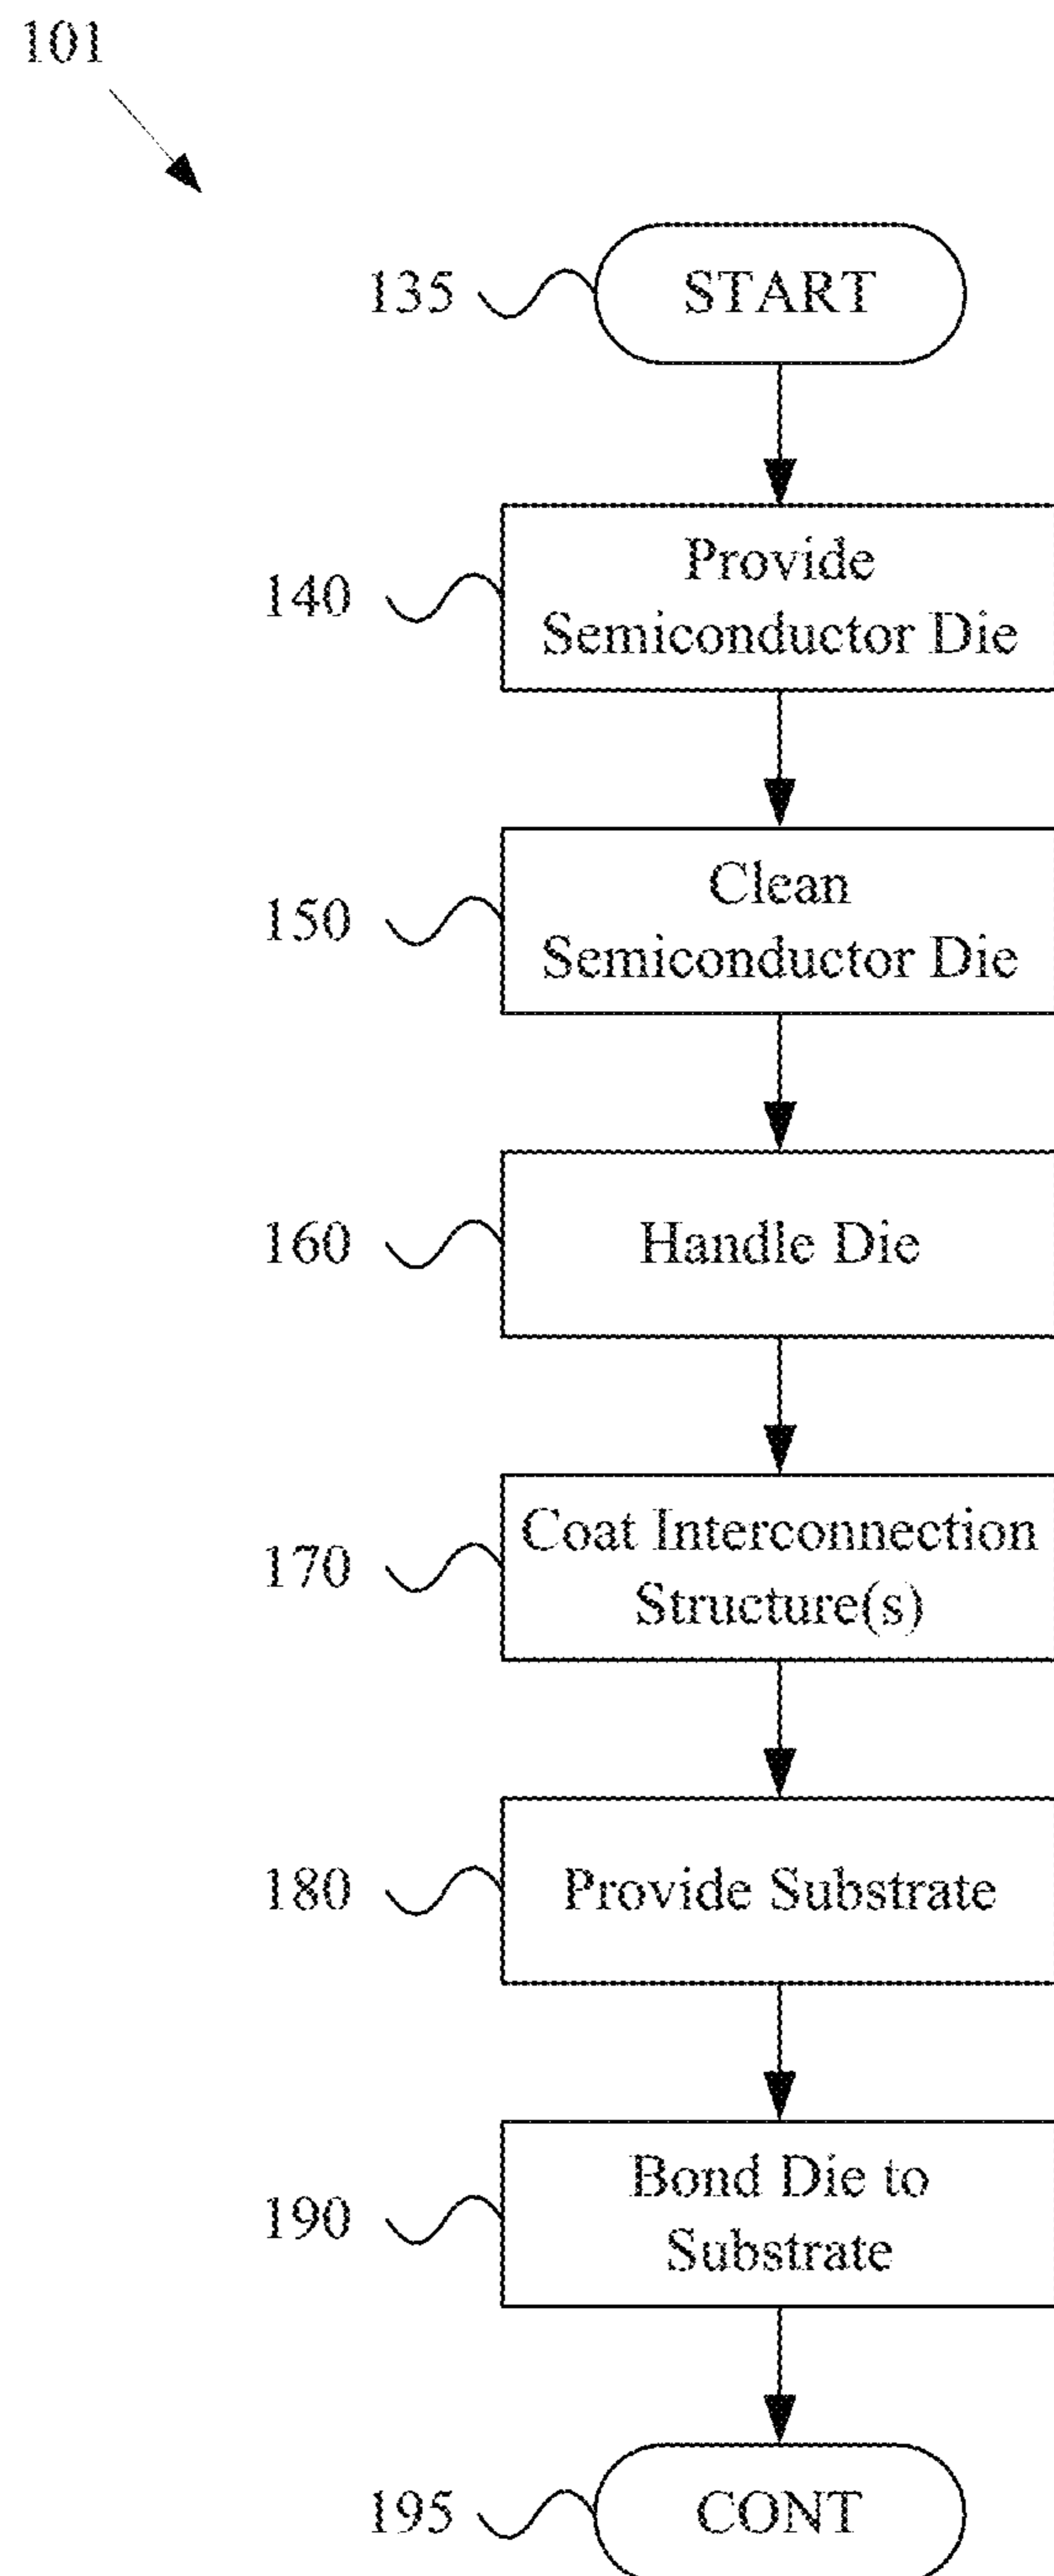 101
135
START
140
Provide
Semiconductor Die
150
Clean
Semiconductor Die
160
Handle Die
170
Coat Interconnection
Structure(s)
180
Provide Substrate
190
Bond Die to
Substrate
195
CONT